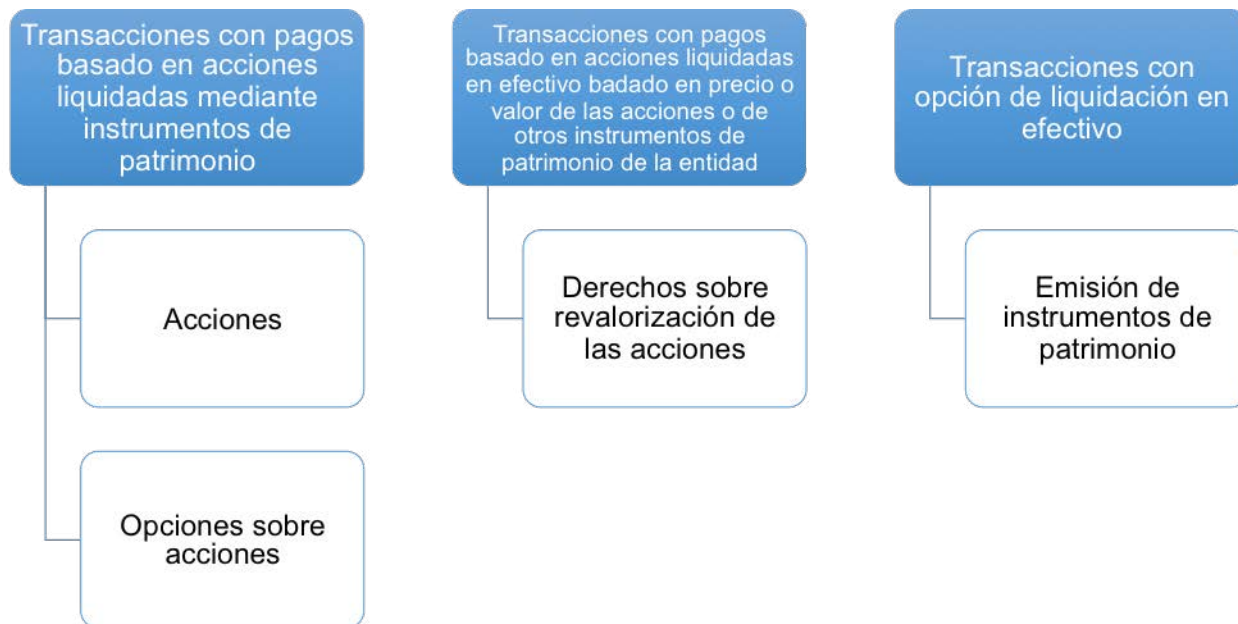 Transacciones con pagos
basado en acciones
liquidadas mediante
instrumentos de
patrimonio
Acciones
Opciones sobre
acciones
Transacciones con pagos
basado en acciones liquidadas
en efectivo badado en precio o
valor de las acciones o de
otros instrumentos de
patrimonio de la entidad
Derechos sobre
revalorización de
las acciones
Transacciones con
opción de liquidación en
efectivo
Emisión de
instrumentos de
patrimonio